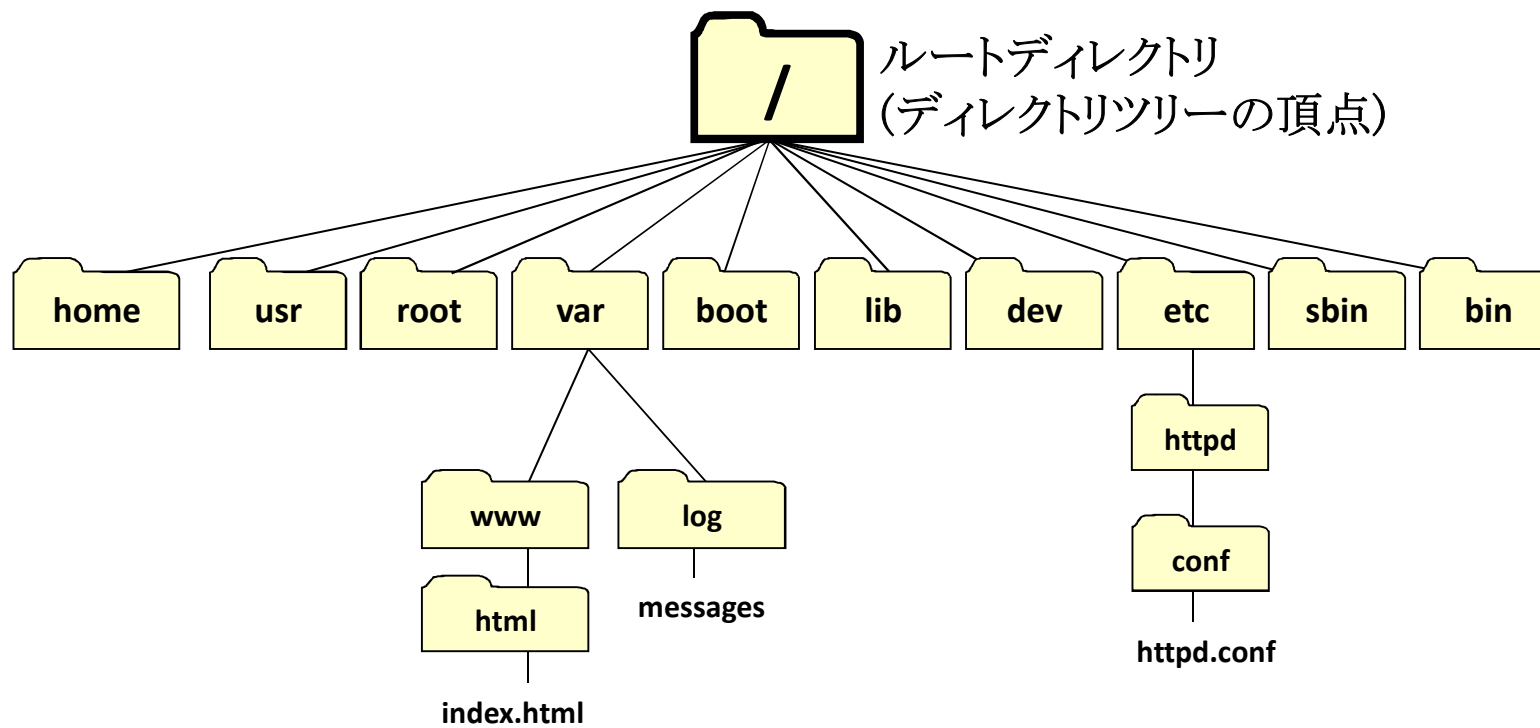 /
ルートディレクトリ
(ディレクトリツリーの頂点)
home
usr
root
var
boot
lib
dev
etc
sbin
bin
httpd
www
log
conf
html
messages
httpd.conf
index.html